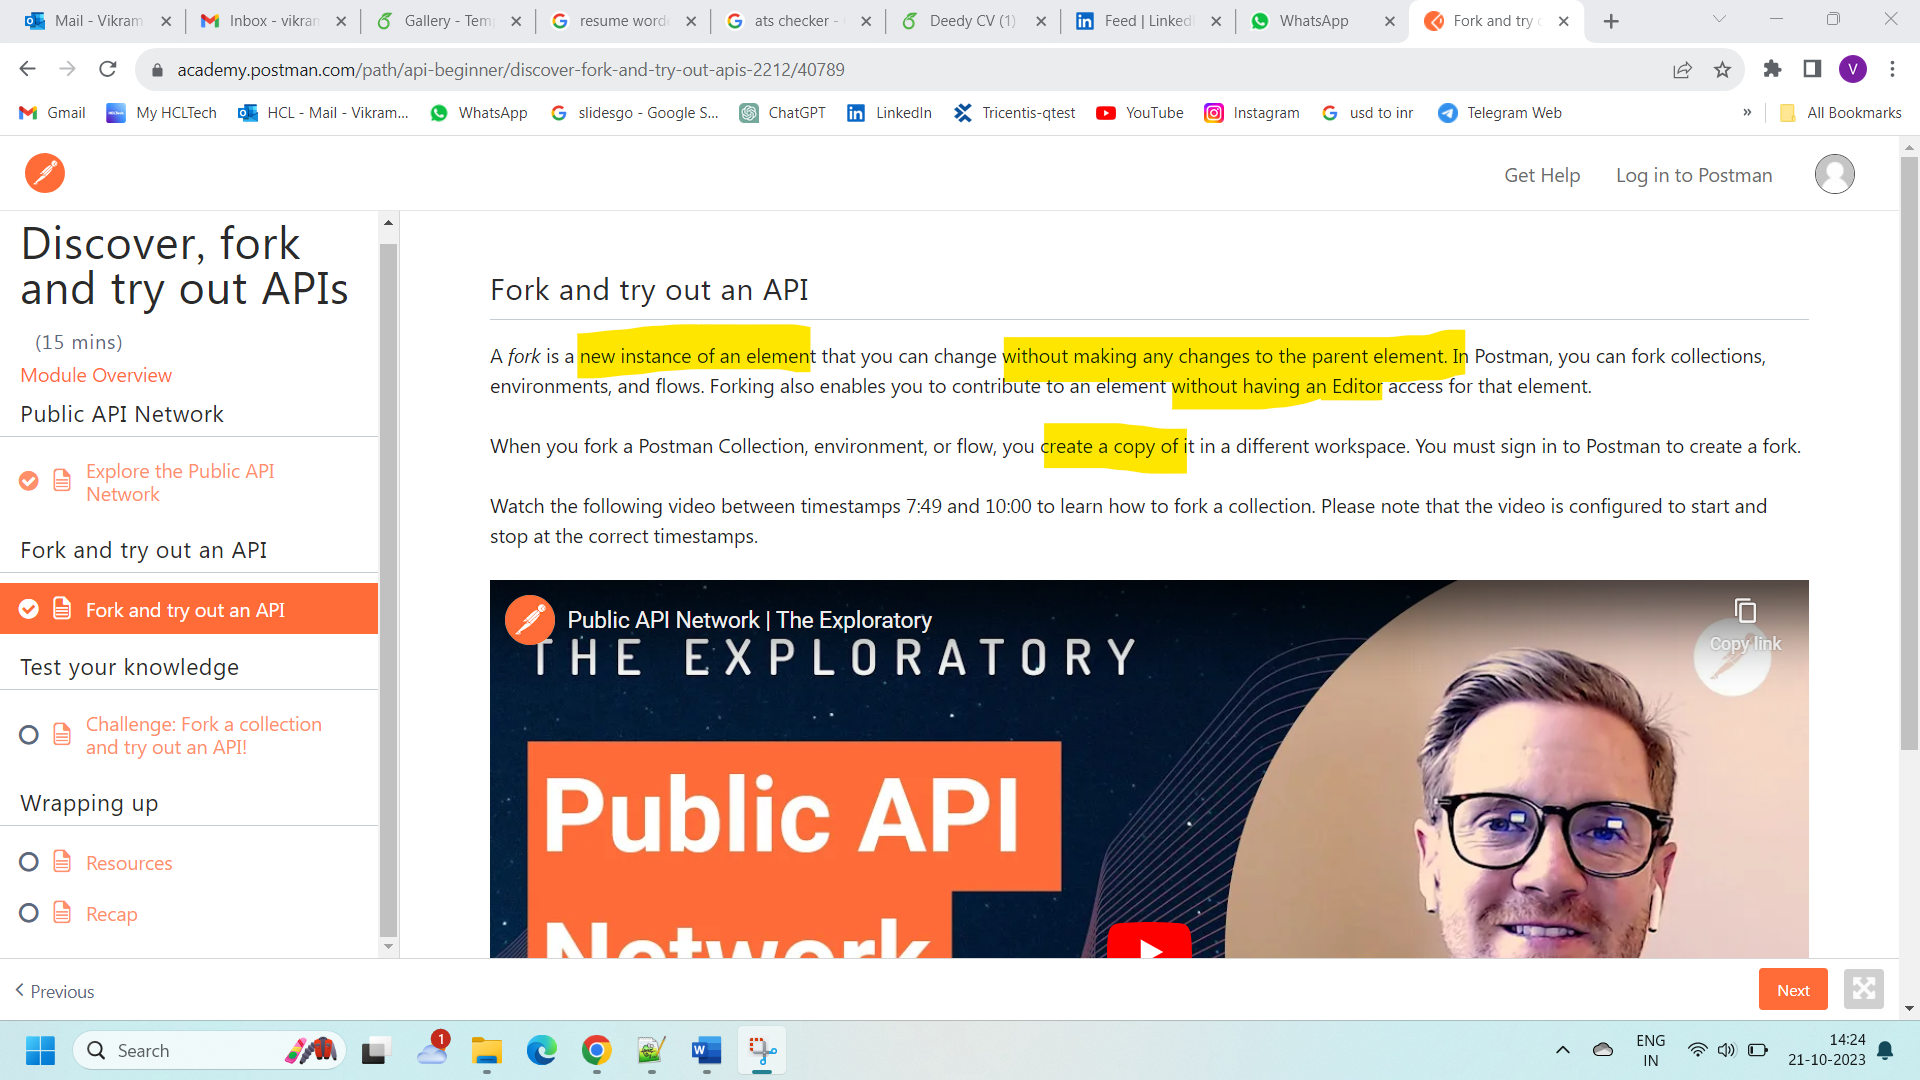 Mail - Vikram
Inbox - vikran
Gallery - Tem
resume word
ats checker -
Deedy CV (1)
Feed | Linked
WhatsApp
Fork and try
academy.postman.com/path/api-beginner/discover-fork-and-try-out-apis-2212/40789
V
Gmail
My HCLTech
HCL - Mail - Vikram...
WhatsApp
slidesgo - Google S...
ChatGPT
LinkedIn
Tricentis-qtest
YouTube
Instagram
usd to inr
Telegram Web
»
All Bookmarks
Get Help
Log in to Postman
Discover, fork
and try out APIs
(15 mins)
Module Overview
Public API Network
Explore the Public API
Network
Fork and try out an API
Fork and try out an API
Test your knowledge
Challenge: Fork a collection
and try out an API!
Wrapping up
Resources
Recap
Fork and try out an API
A fork is a new instance of an element that you can change without making any changes to the parent element. In Postman, you can fork collections,
environments, and flows. Forking also enables you to contribute to an element without having an Editor access for that element.
When you fork a Postman Collection, environment, or flow, you create a copy of it in a different workspace. You must sign in to Postman to create a fork.
Watch the following video between timestamps 7:49 and 10:00 to learn how to fork a collection. Please note that the video is configured to start and
stop at the correct timestamps.
Public API Network | The Exploratory
Copy link
THE EXPLORATORY
Public API
Network
Previous
Next
Search
1
ENG
IN
14:24
21-10-2023